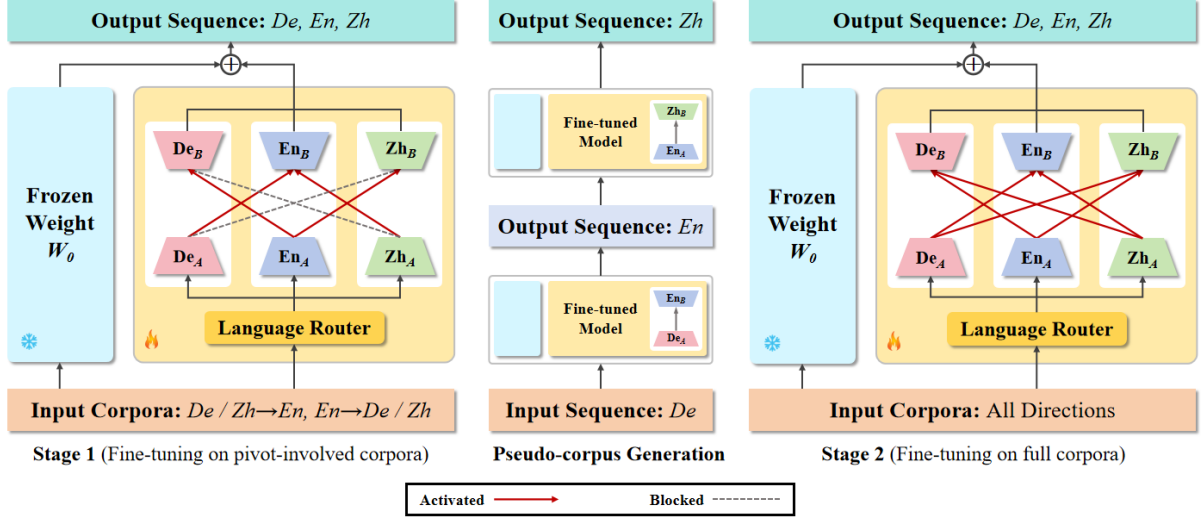 Output Sequence: De, En, Zh
De_B
En_B
Zh_B
De_A
En_A
Zh_A
Frozen
Weight
W_0
Language Router
Input Corpora: De / Zh→En, En→De / Zh
Stage 1 (Fine-tuning on pivot-involved corpora)
Output Sequence: Zh
Fine-tuned
Model
Zh_B
En_A
Output Sequence: En
Fine-tuned
Model
En_B
De_A
Input Sequence: De
Pseudo-corpus Generation
Output Sequence: De, En, Zh
De_B
En_B
Zh_B
De_A
En_A
Zh_A
Frozen
Weight
W_0
Language Router
Input Corpora: All Directions
Stage 2 (Fine-tuning on full corpora)
Activated
Blocked